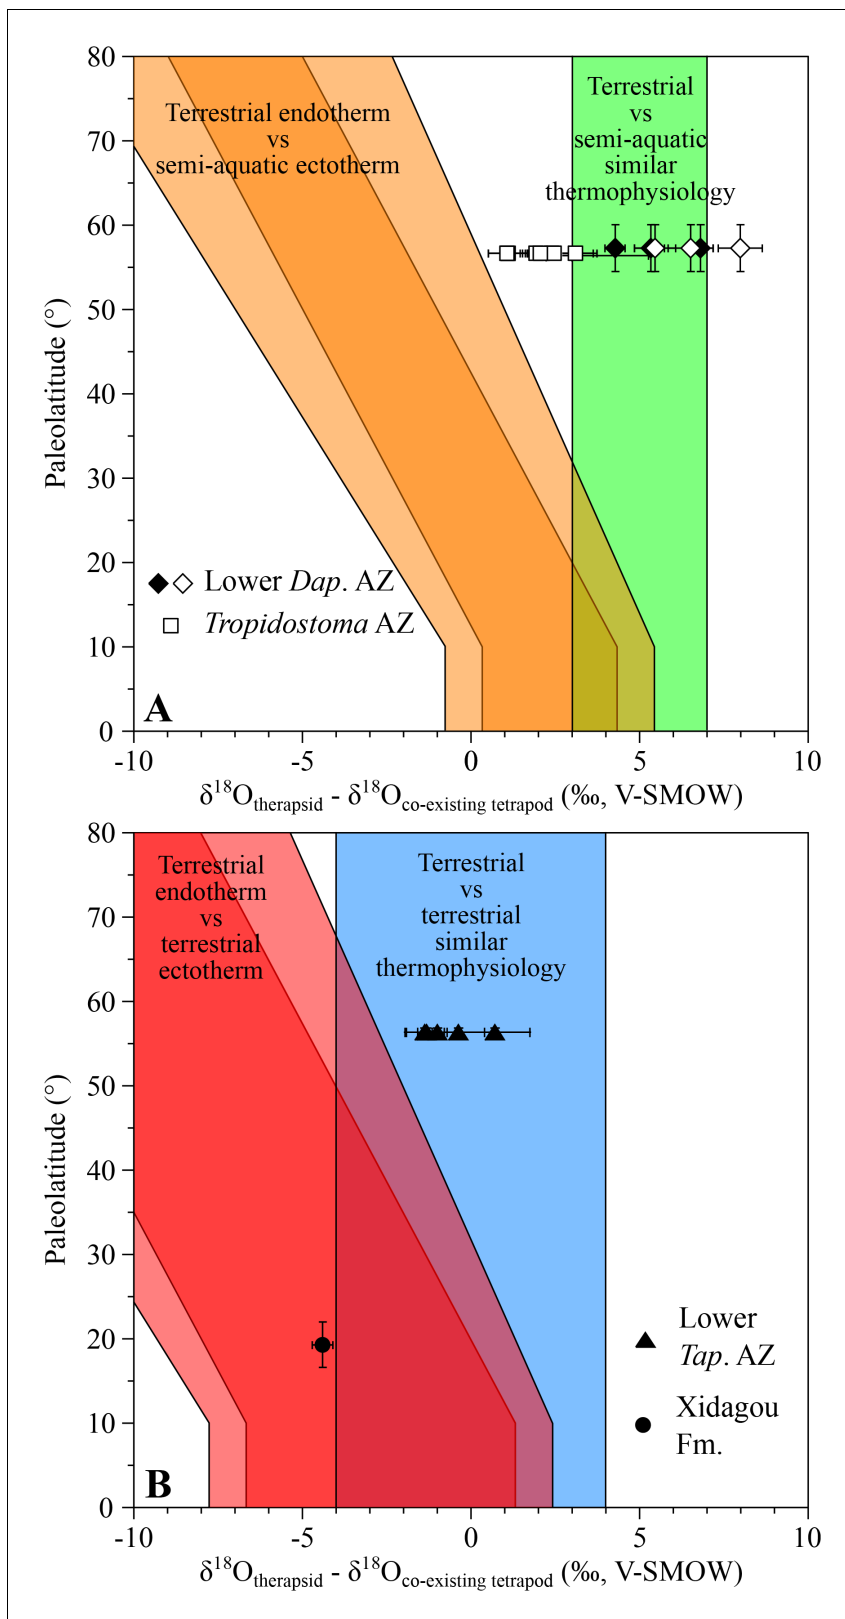 80
70
60
50
40
30
20
10
0
Paleolatitude (°)
Terrestrial endotherm
vs
semi-aquatic ectotherm
Terrestrial
vs
semi-aquatic
similar
thermophysiology
Lower Dap. AZ
Tropidostoma AZ
A
-10 -5 0 5 10
δ¹⁸Otherapsid - δ¹⁸Oco-existing tetrapod (‰, V-SMOW)
80
70
60
50
40
30
20
10
0
Paleolatitude (°)
Terrestrial
endotherm
vs
terrestrial
ectotherm
Terrestrial
vs
terrestrial
similar
thermophysiology
Lower
Tap. AZ
Xidagou
Fm.
B
-10 -5 0 5 10
δ¹⁸Otherapsid - δ¹⁸Oco-existing tetrapod (‰, V-SMOW)